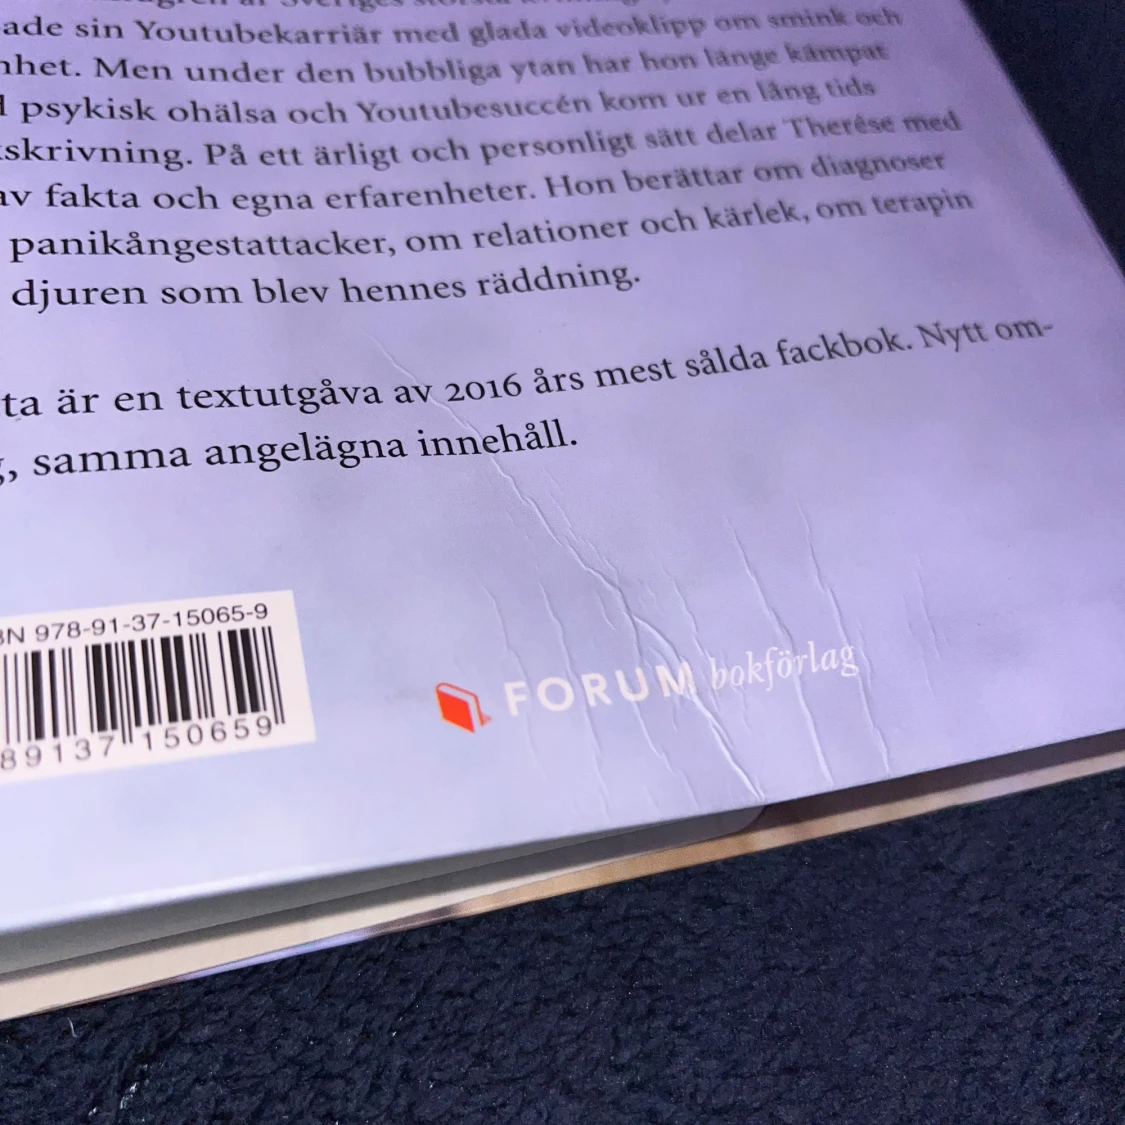 ade sin Youtubekarriär med glada videoklipp om smink och
nhet. Men under den bubbliga ytan har hon länge kämpat
psykisk ohälsa och Youtubesuccén kom ur en lång tids
skrivning. På ett ärligt och personligt sätt delar Therése med
av fakta och egna erfarenheter. Hon berättar om diagnoser
panikångestattacker, om relationer och kärlek, om terapin
djuren som blev hennes räddning.
ta är en textutgåva av 2016 års mest sålda fackbok. Nytt om-
g, samma angelägna innehåll.
BN 978-91-37-15065-9
89137 150659
FORUM bokförlag